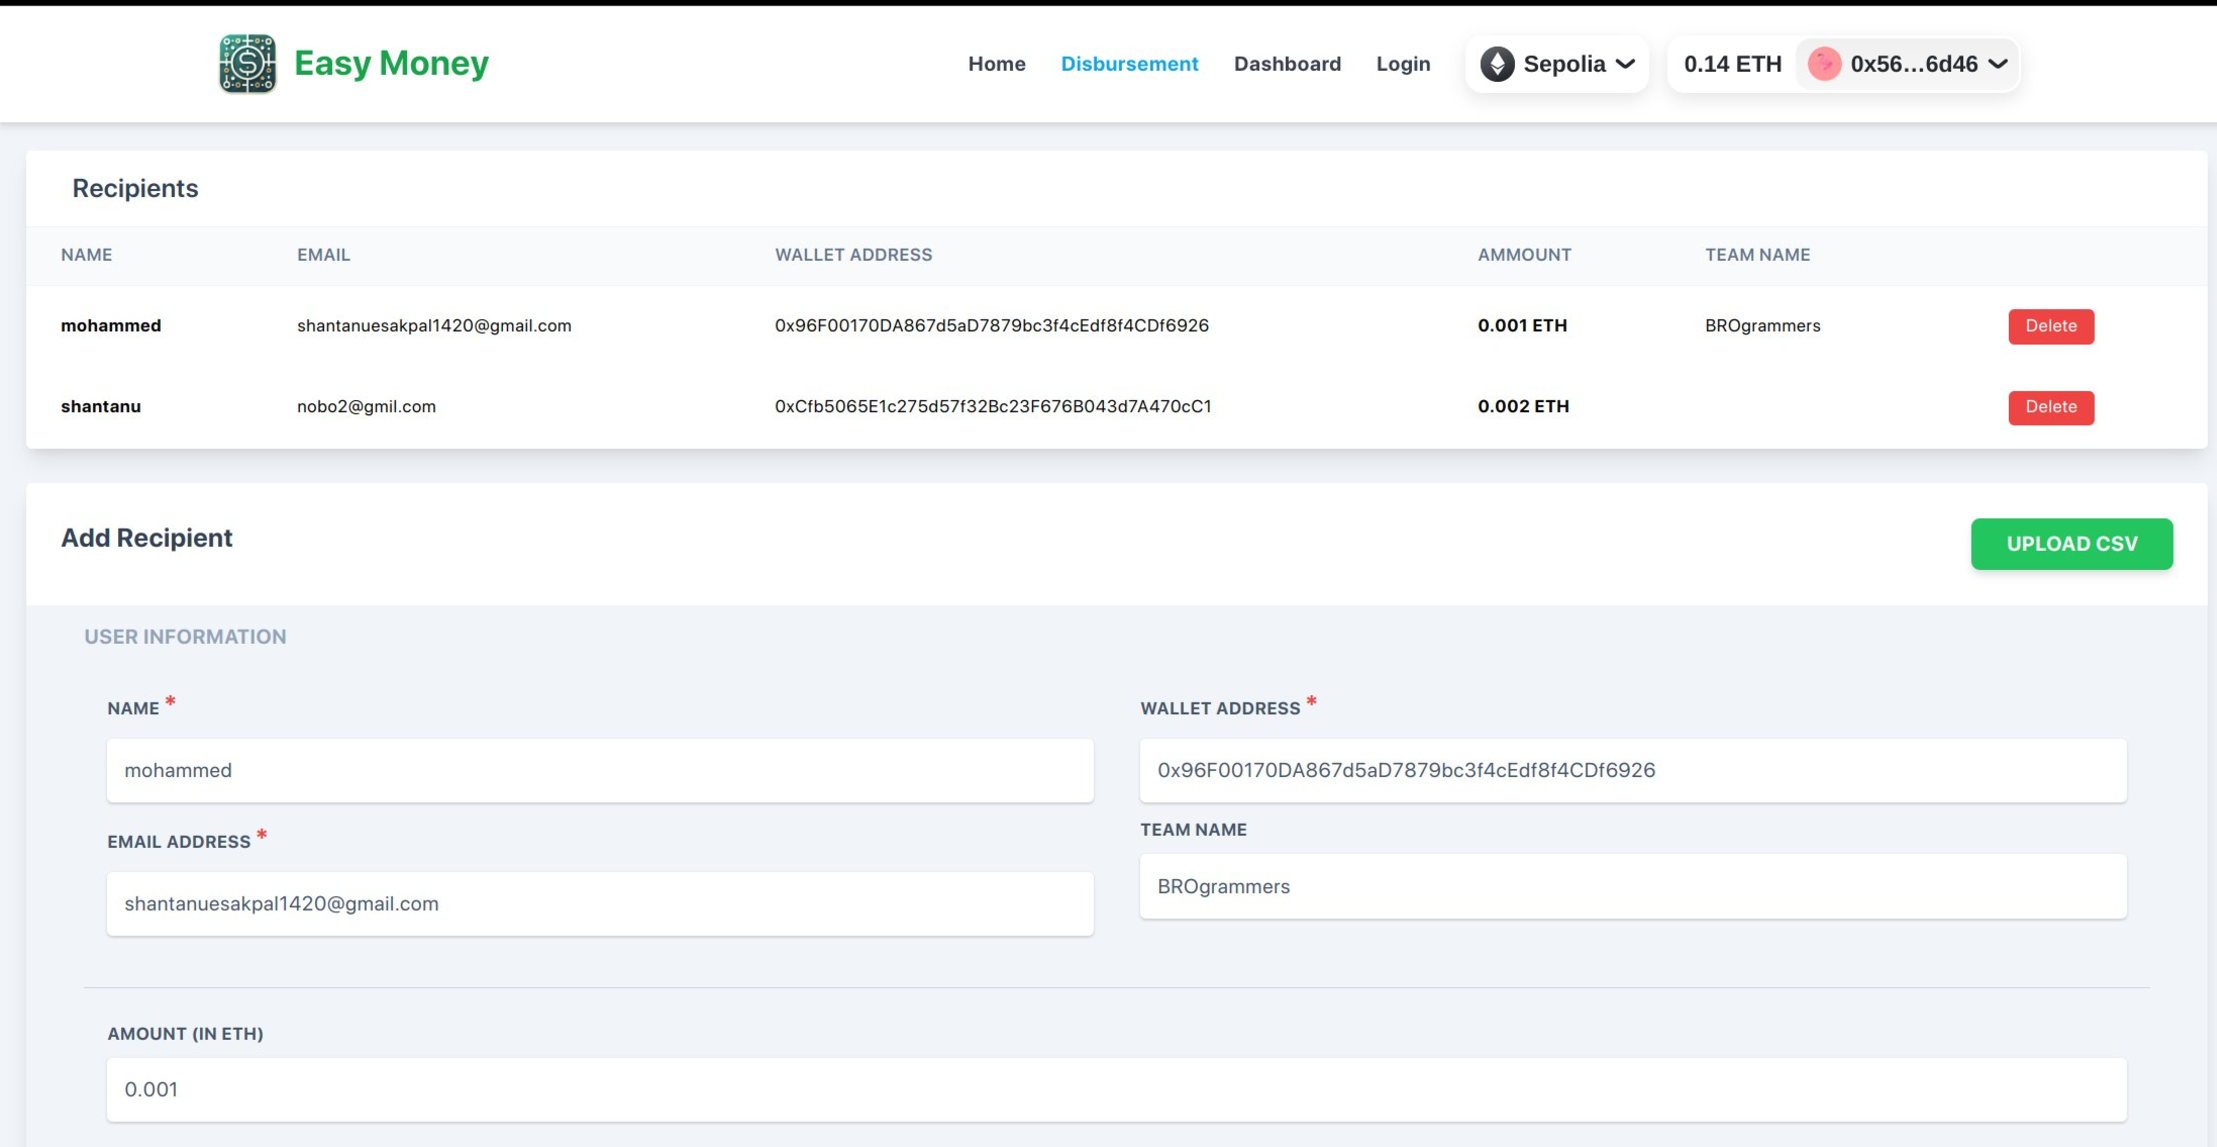 Easy Money
Home Disbursement Dashboard Login Sepolia 0.14 ETH 0x56...6d46
Recipients
NAME EMAIL WALLET ADDRESS AMMOUNT TEAM NAME
mohammed shantanuesakpal1420@gmail.com 0x96F00170DA867d5aD7879bc3f4cEdf8f4CDf6926 0.001 ETH BROgrammers Delete
shantanu nobo2@gmil.com 0xCfb5065E1c275d57f32Bc23F676B043d7A470cC1 0.002 ETH Delete
Add Recipient
UPLOAD CSV
USER INFORMATION
NAME *
mohammed
WALLET ADDRESS *
0x96F00170DA867d5aD7879bc3f4cEdf8f4CDf6926
EMAIL ADDRESS *
shantanuesakpal1420@gmail.com
TEAM NAME
BROgrammers
AMOUNT (IN ETH)
0.001